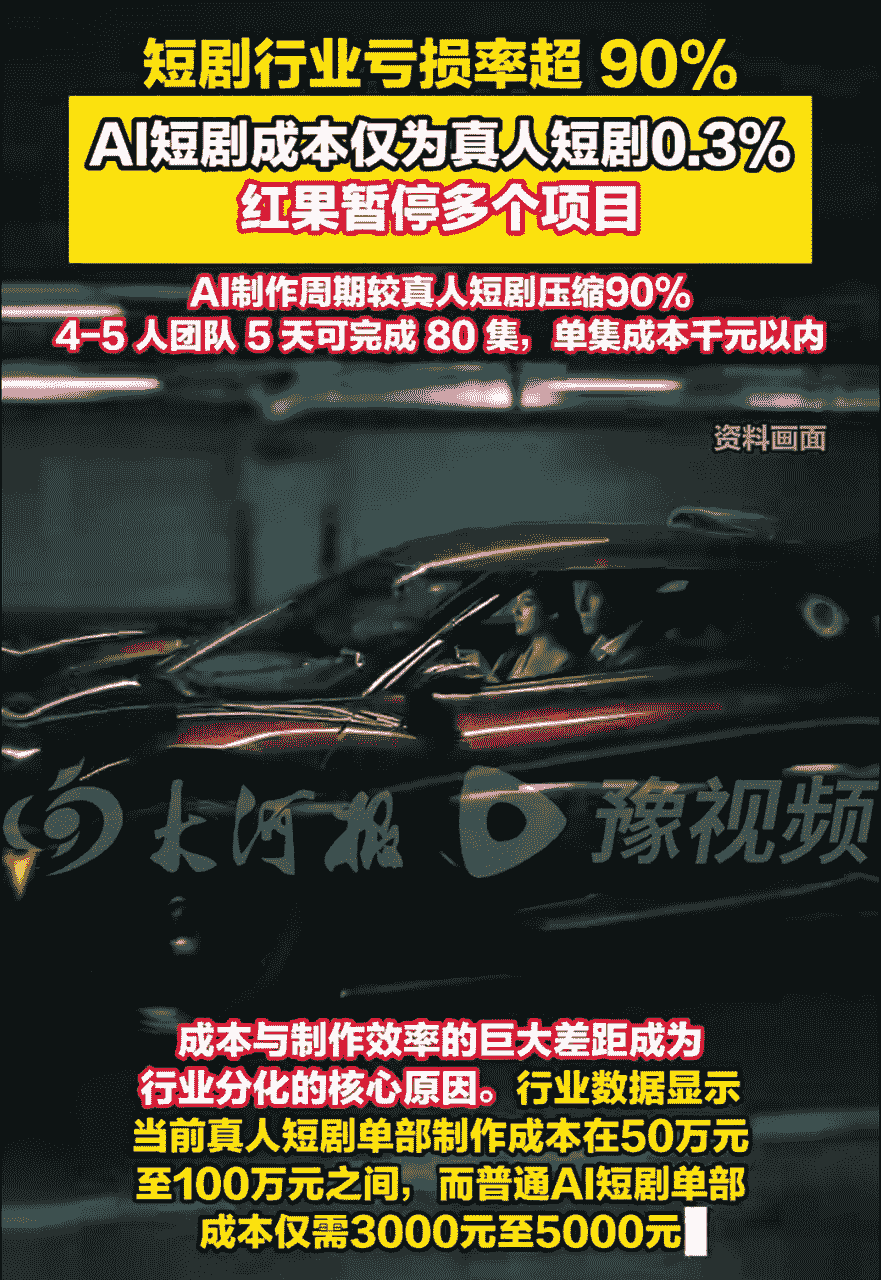 短剧行业亏损率超 90%
AI短剧成本仅为真人短剧0.3%
红果暂停多个项目
AI制作周期较真人短剧压缩90%
4-5 人团队 5 天可完成 80 集，单集成本千元以内
资料画面
大河报 豫视频
成本与制作效率的巨大差距成为
行业分化的核心原因。行业数据显示
当前真人短剧单部制作成本在50万元
至100万元之间，而普通AI短剧单部
成本仅需3000元至5000元